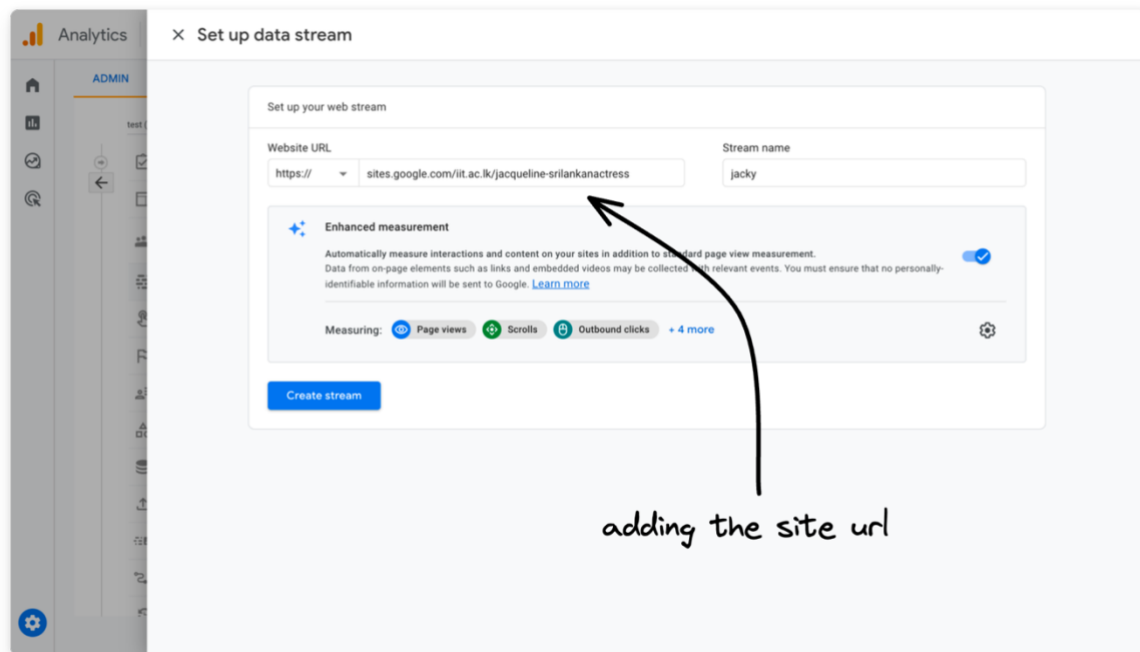 Analytics
Set up data stream
ADMIN
test (
Set up your web stream
Website URL
Stream name
https://
sites.google.com/iit.ac.lk/jacqueline-srilankanactress
jacky
Enhanced measurement
Automatically measure interactions and content on your sites in addition to standard page view measurement.
Data from on-page elements such as links and embedded videos may be collected with relevant events. You must ensure that no personally-
identifiable information will be sent to Google. Learn more
Measuring: Page views Scrolls Outbound clicks + 4 more
Create stream
adding the site url